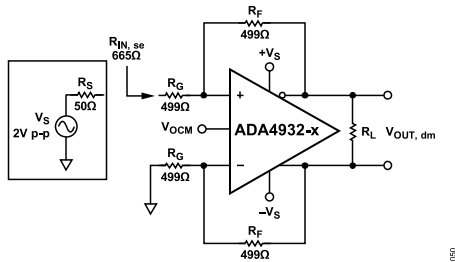 RF
499Ω
RIN, se
665Ω
+VS
RS
50Ω
RG
499Ω
VS
2V p-p
VOCM
+
ADA4932-x
−
RL
VOUT, dm
RG
499Ω
−VS
RF
499Ω
050